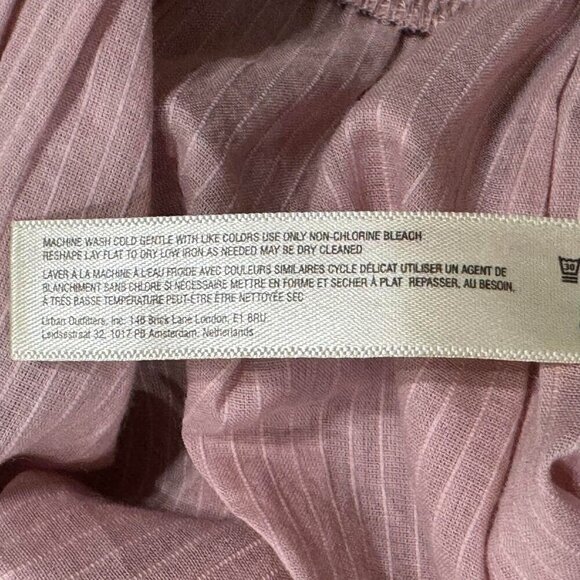 MACHINE WASH COLD GENTLE WITH LIKE COLORS USE ONLY NON-CHLORINE BLEACH
RESHAPE LAY FLAT TO DRY LOW IRON AS NEEDED MAY BE DRY CLEANED
LAVER À LA MACHINE À L'EAU FROIDE AVEC COULEURS SIMILAIRES CYCLE DÉLICAT UTILISER UN AGENT DE
BLANCHIMENT SANS CHLORE SI NÉCESSAIRE METTRE EN FORME ET SÉCHER À PLAT REPASSER, AU BESOIN,
À TRÈS BASSE TEMPÉRATURE PEUT-ÊTRE ÊTRE NETTOYÉE SEC
Urban Outfitters, Inc. 146 Brick Lane London, E1 6RU
Leidsestraat 32, 1017 PB Amsterdam, Netherlands
30